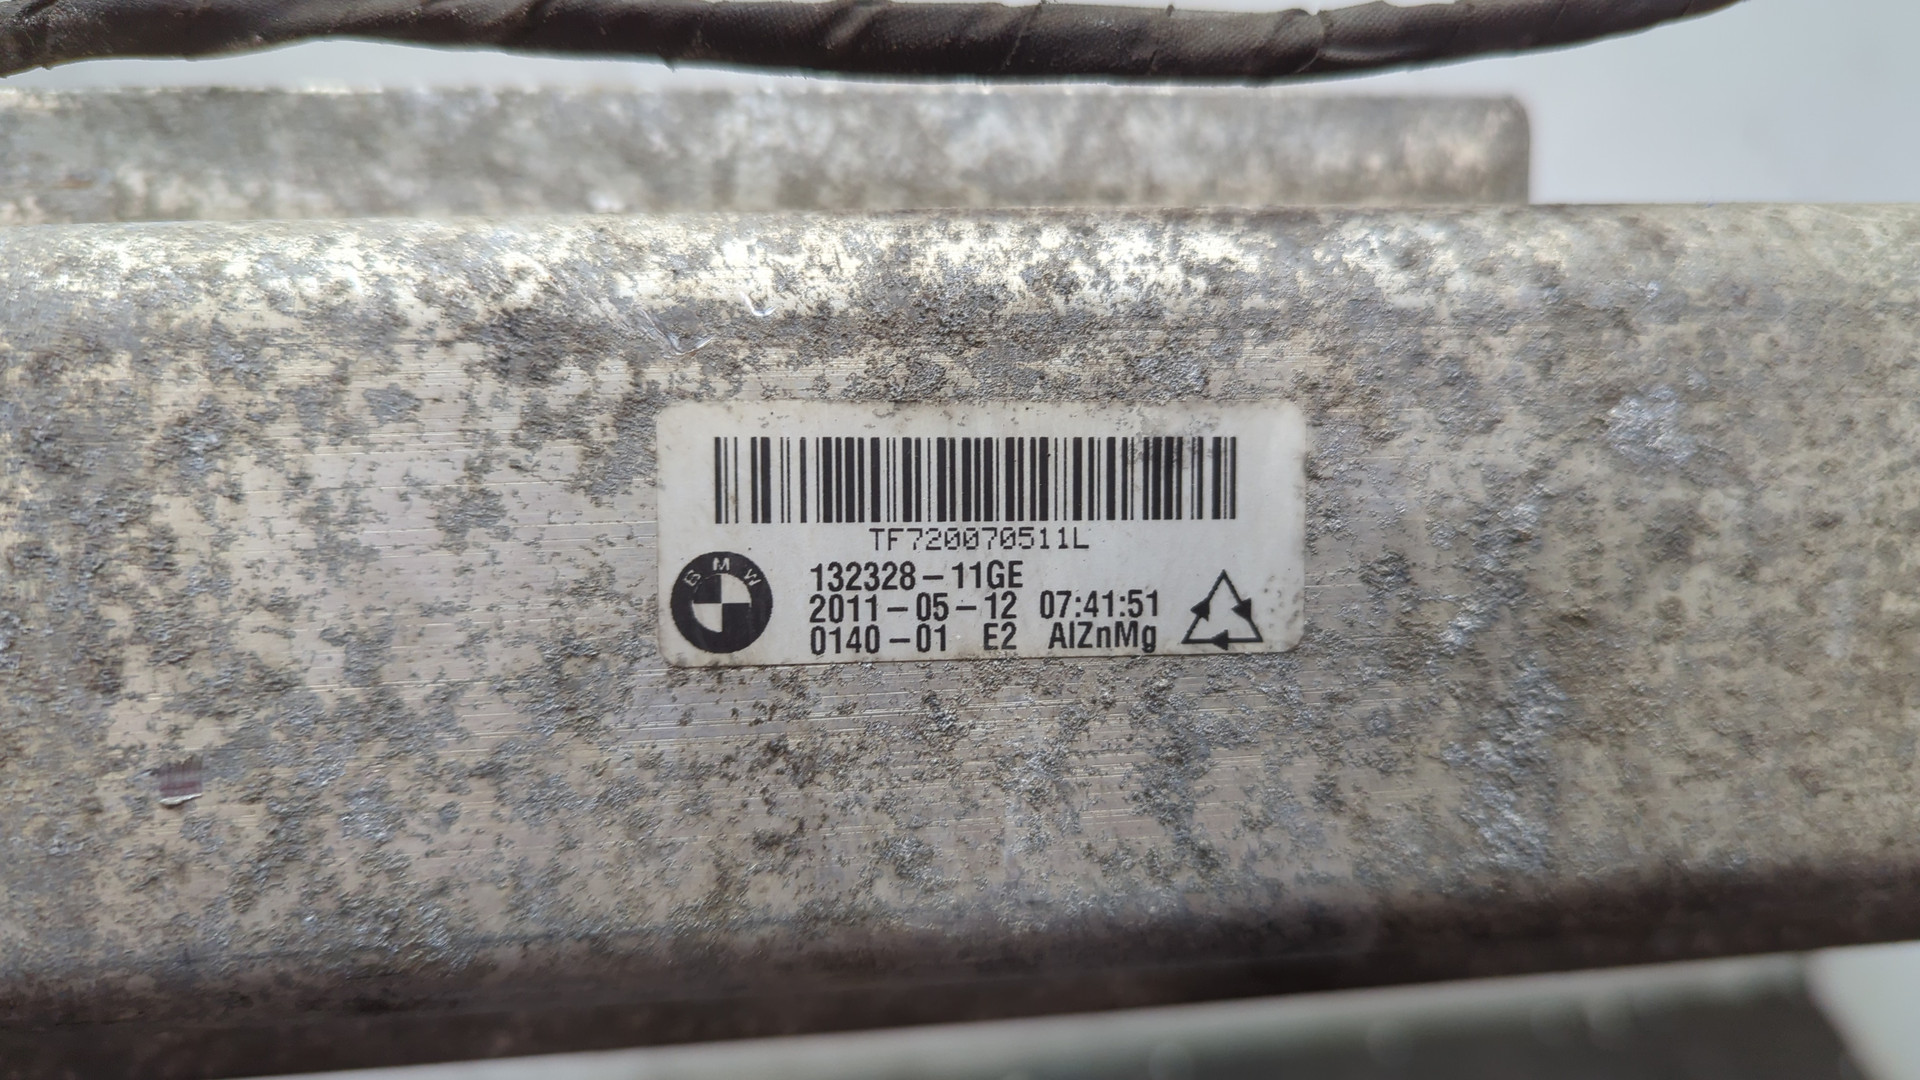 TF720070511L
BMW
132328-11GE
2011-05-12 07:41:51
0140-01 E2 AlZnMg